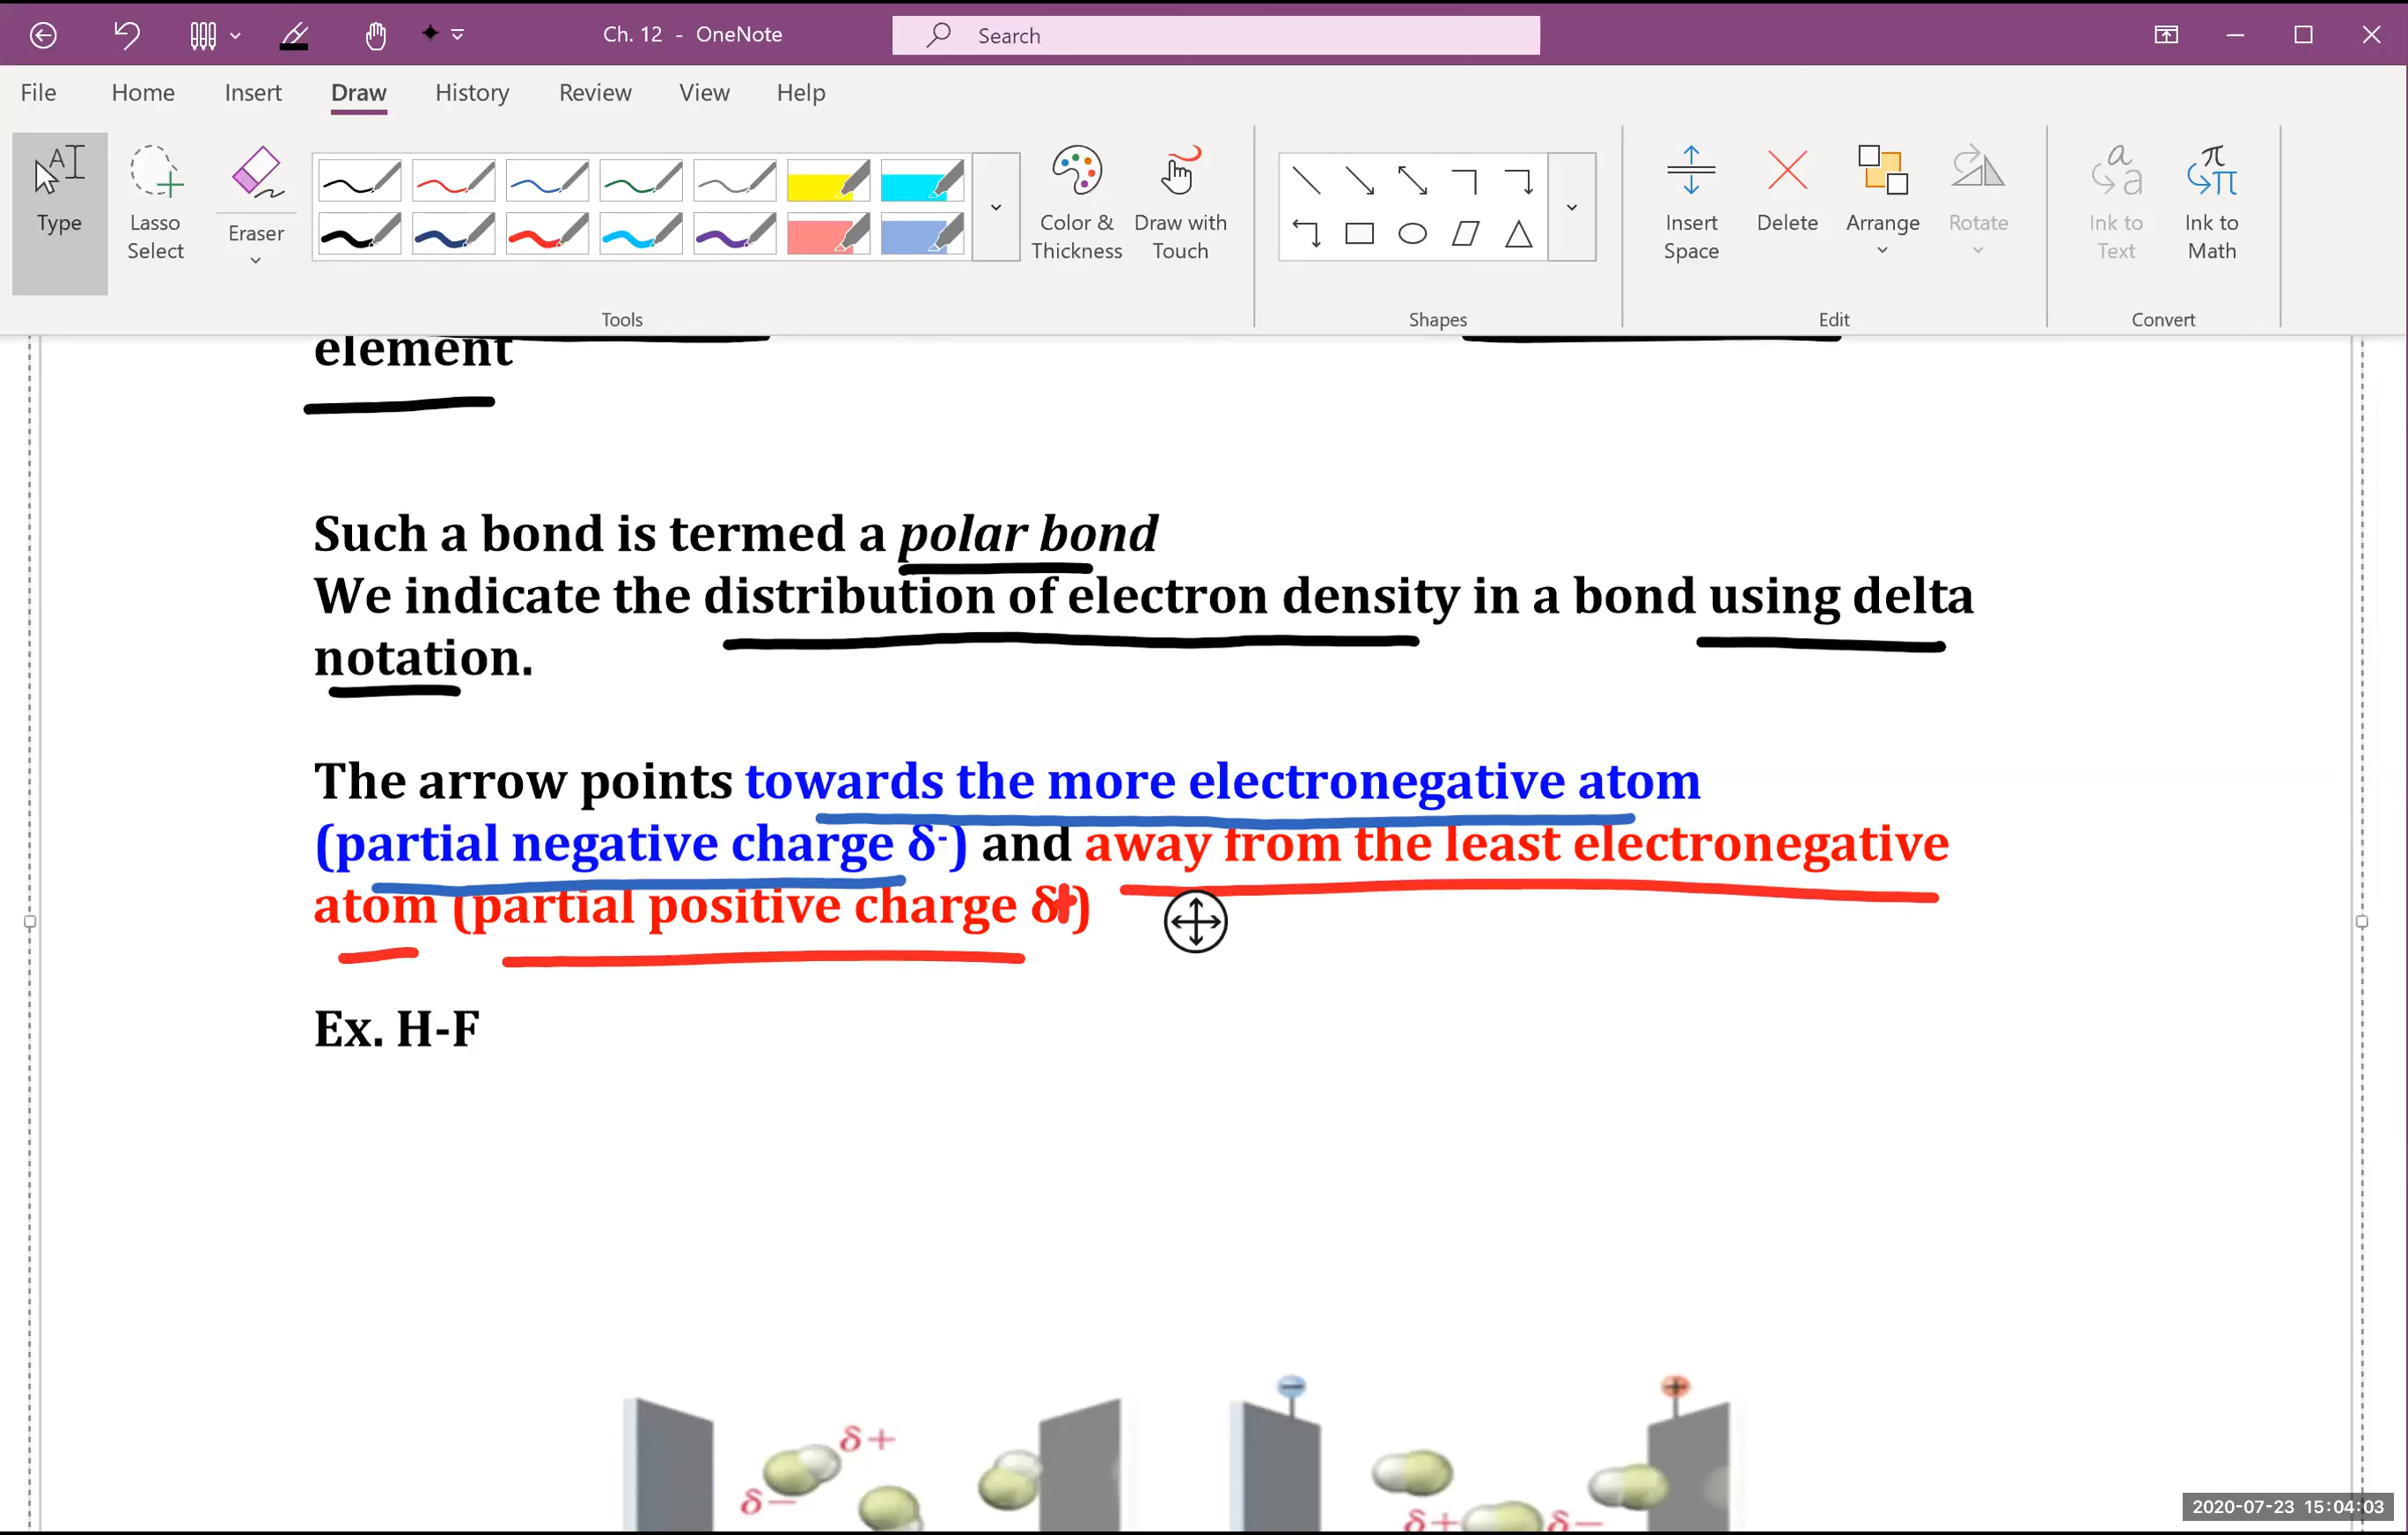 Ch. 12 - OneNote
Search
File Home Insert Draw History Review View Help
Type
Lasso Select
Eraser
Color & Thickness
Draw with Touch
Insert Space
Delete
Arrange
Rotate
Ink to Text
Ink to Math
Tools Shapes Edit Convert
element
Such a bond is termed a polar bond
We indicate the distribution of electron density in a bond using delta
notation.
The arrow points towards the more electronegative atom
(partial negative charge δ-) and away from the least electronegative
atom (partial positive charge δ+)
Ex. H-F
δ+
δ−
δ+ δ−
2020-07-23 15:04:03